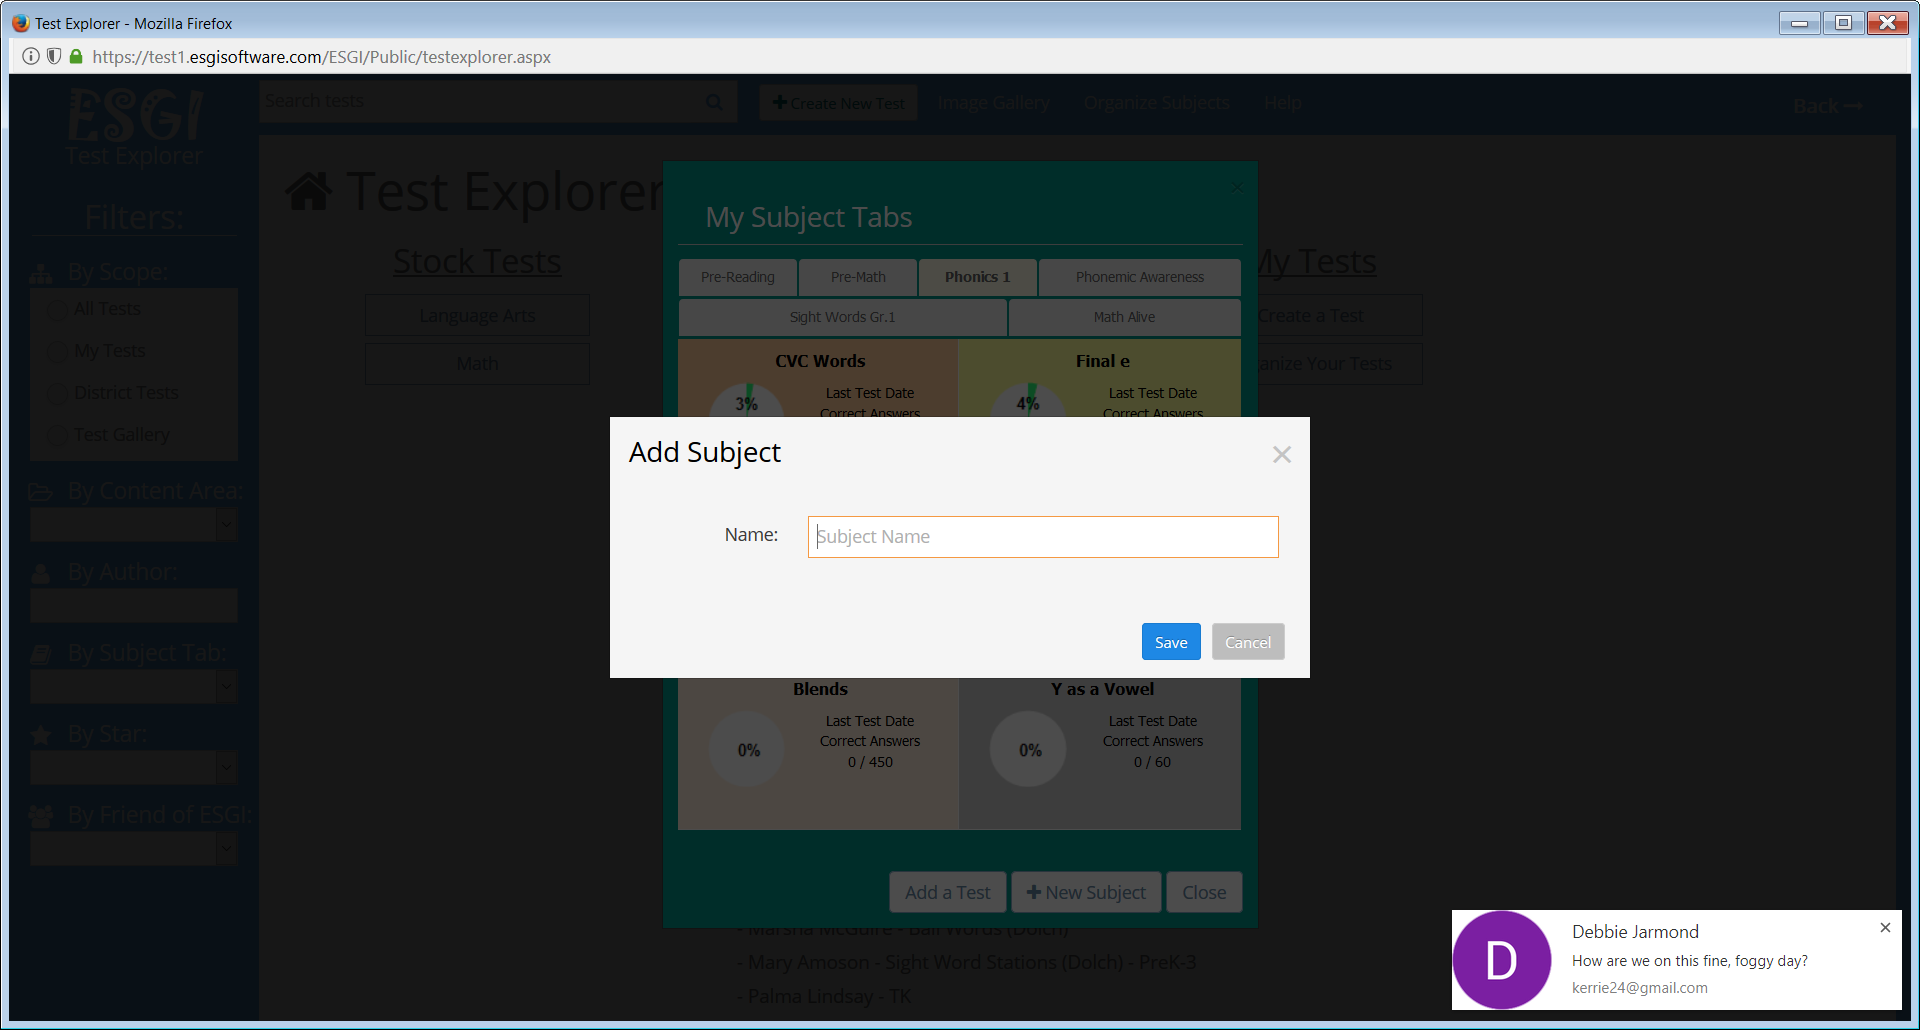 Test Explorer - Mozilla Firefox
https://test1.esgisoftware.com/ESGI/Public/testexplorer.aspx
ESGI
Test Explorer
Search tests
Create New Test
Image Gallery
Organize Subjects
Help
Back
Filters:
By Scope:
All Tests
My Tests
District Tests
Test Gallery
By Content Area:
By Author:
By Subject Tab:
By Star:
By Friend of ESGI:
Test Explorer
Stock Tests
Language Arts
Math
My Tests
Create a Test
anize Your Tests
My Subject Tabs
Pre-Reading
Pre-Math
Phonics 1
Phonemic Awareness
Sight Words Gr.1
Math Alive
CVC Words
3%
Last Test Date
Correct Answers
Final e
4%
Last Test Date
Correct Answers
Add Subject
Name:
Subject Name
Save
Cancel
Blends
0%
Last Test Date
Correct Answers
0 / 450
Y as a Vowel
0%
Last Test Date
Correct Answers
0 / 60
Add a Test
New Subject
Close
- Marsha McGuire - Ball Words (Dolch)
- Mary Amoson - Sight Word Stations (Dolch) - PreK-3
- Palma Lindsay - TK
D
Debbie Jarmond
How are we on this fine, foggy day?
kerrie24@gmail.com